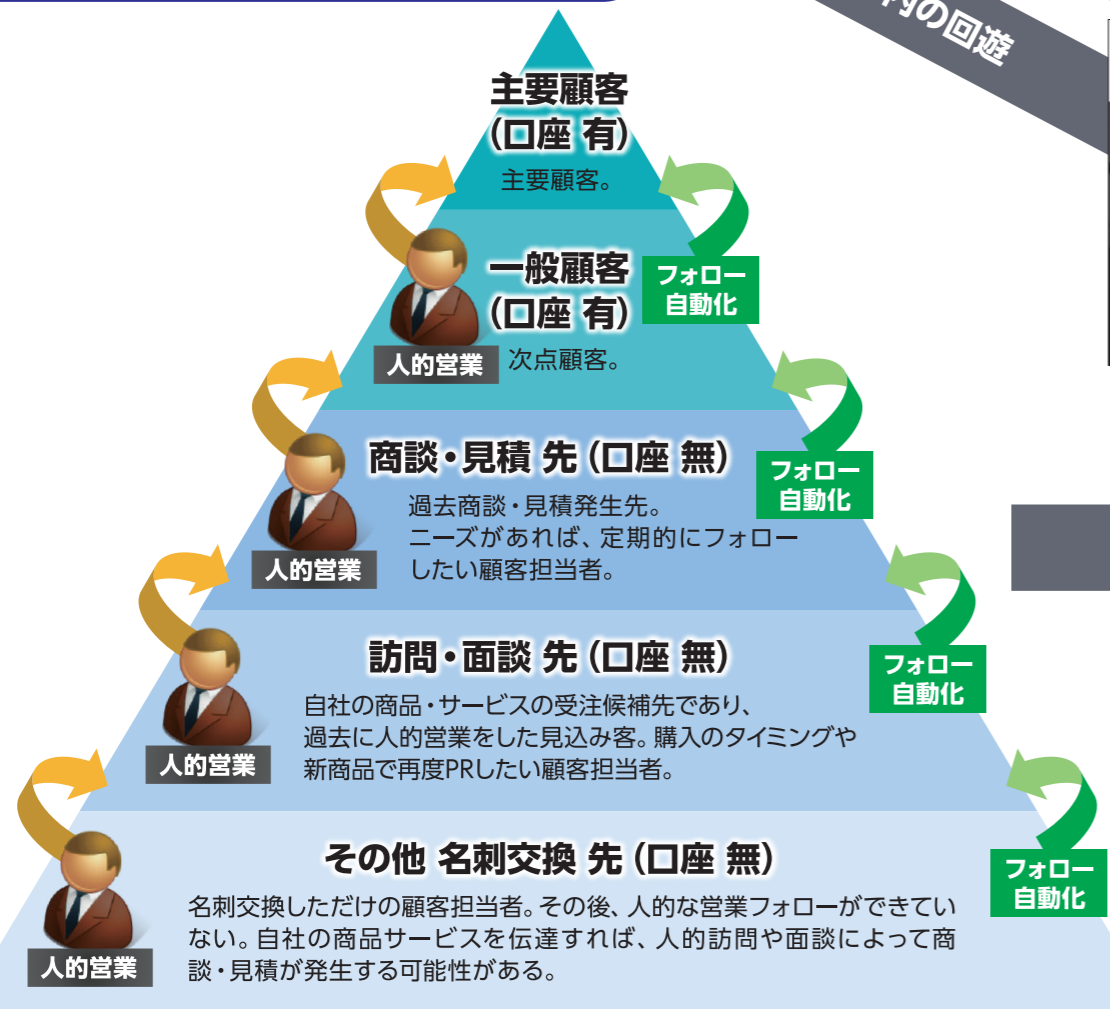 内の回遊
主要顧客
(口座 有)
主要顧客。
一般顧客
(口座 有)
次点顧客。
人的営業
フォロー
自動化
商談・見積 先 (口座 無)
過去商談・見積発生先。
ニーズがあれば、定期的にフォロー
したい顧客担当者。
人的営業
フォロー
自動化
訪問・面談 先 (口座 無)
自社の商品・サービスの受注候補先であり、
過去に人的営業をした見込み客。購入のタイミングや
新商品で再度PRしたい顧客担当者。
人的営業
フォロー
自動化
その他 名刺交換 先 (口座 無)
名刺交換しただけの顧客担当者。その後、人的な営業フォローができてい
ない。自社の商品サービスを伝達すれば、人的訪問や面談によって商
談・見積が発生する可能性がある。
人的営業
フォロー
自動化